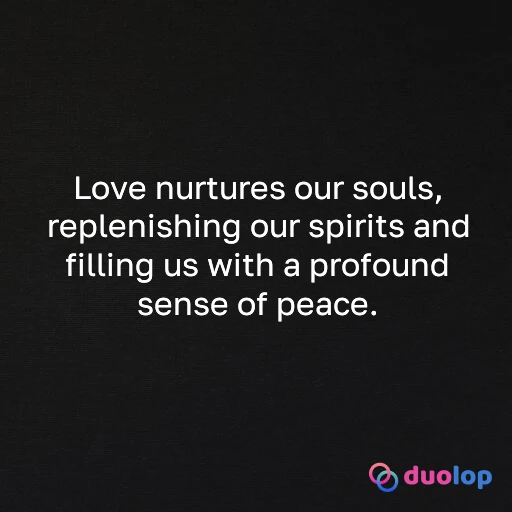 Love nurtures our souls,
replenishing our spirits and
filling us with a profound
sense of peace.
duolop